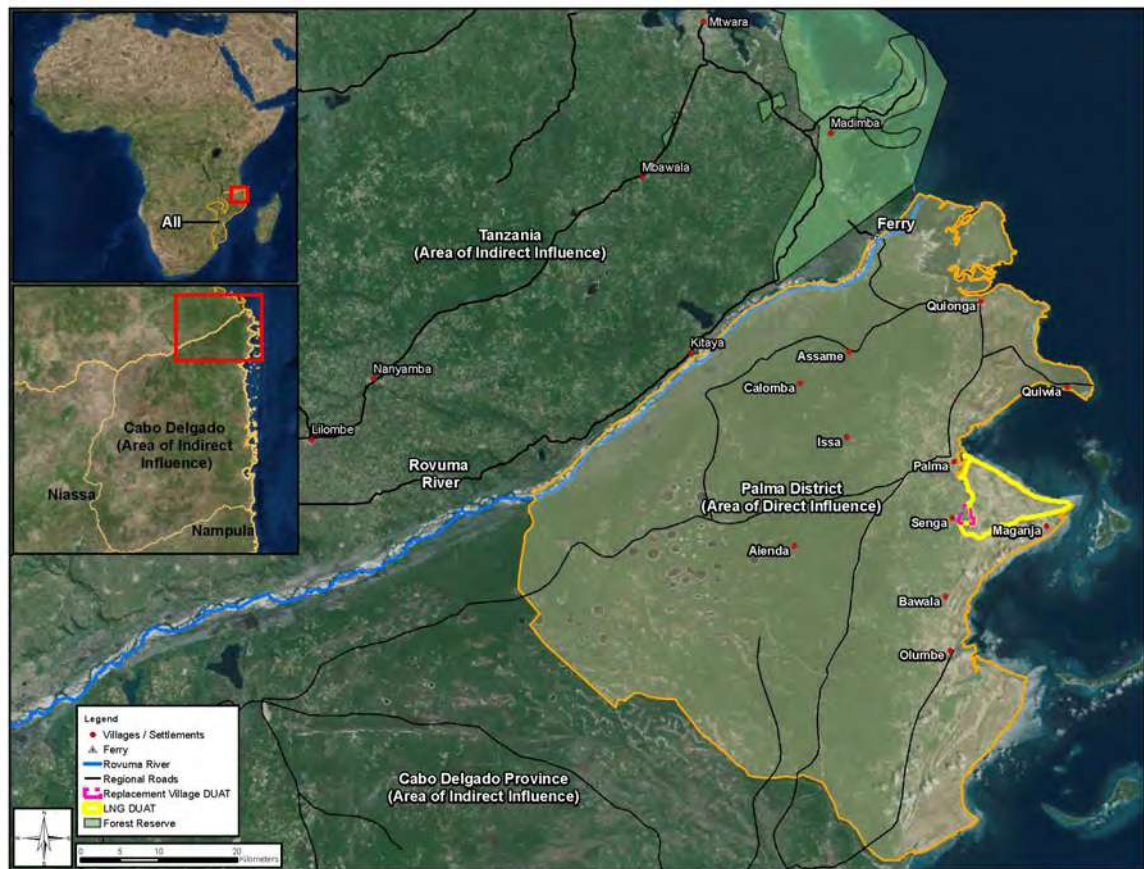 All
Cabo Delgado
(Area of Indirect
Influence)
Niassa
Nampula
Mtwara
Madimba
Mbawala
Tanzania
(Area of Indirect Influence)
Ferry
Qulonga
Kitaya
Assame
Nanyamba
Calomba
Quiwia
Lilombe
Issa
Rovuma
River
Palma
Palma District
(Area of Direct Influence)
Senga
Maganja
Aienda
Bawala
Olumbe
Cabo Delgado Province
(Area of Indirect Influence)
Legend
Villages / Settlements
Ferry
Rovuma River
Regional Roads
Replacement Village DUAT
LNG DUAT
Forest Reserve
N
S
0 5 10 20
Kilometers